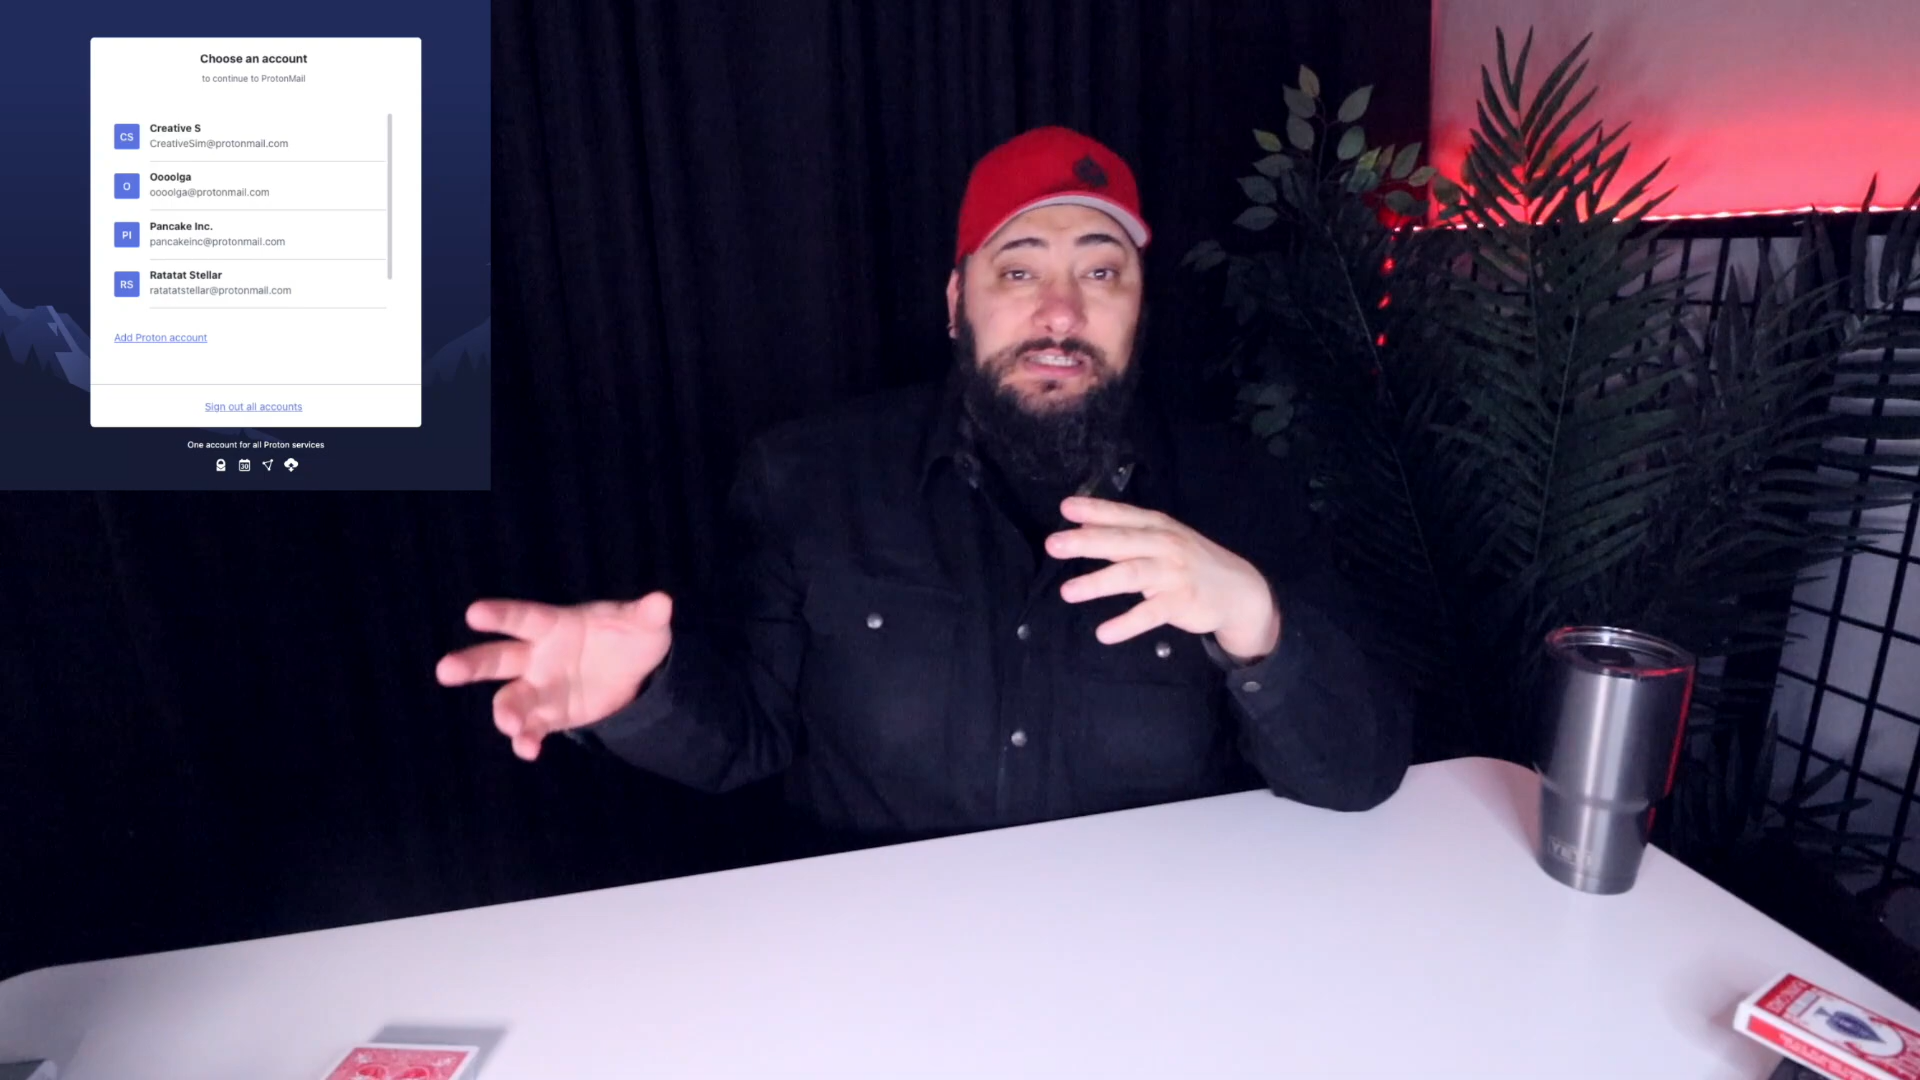 Choose an account
to continue to ProtonMail
CS
Creative S
CreativeSim@protonmail.com
O
Oooolga
oooolga@protonmail.com
PI
Pancake Inc.
pancakeinc@protonmail.com
RS
Ratatat Stellar
ratatatstellar@protonmail.com
Add Proton account
Sign out all accounts
One account for all Proton services
30
YETI